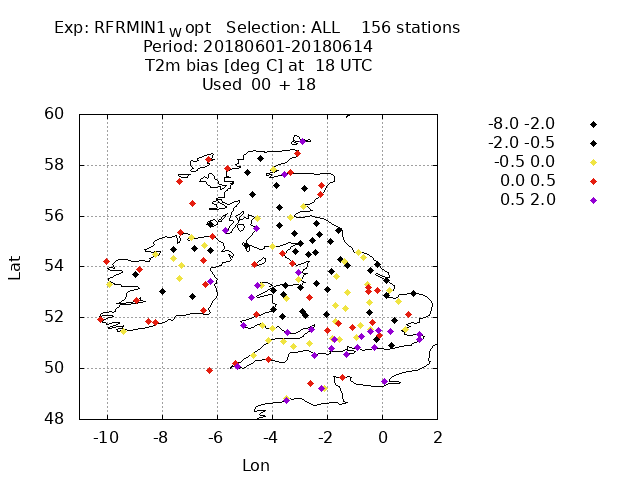 Exp: RFRMIN1_W opt Selection: ALL 156 stations
Period: 20180601-20180614
T2m bias [deg C] at 18 UTC
Used 00 + 18
-8.0 -2.0
-2.0 -0.5
-0.5 0.0
0.0 0.5
0.5 2.0
60
58
56
54
52
50
48
Lat
-10 -8 -6 -4 -2 0 2
Lon